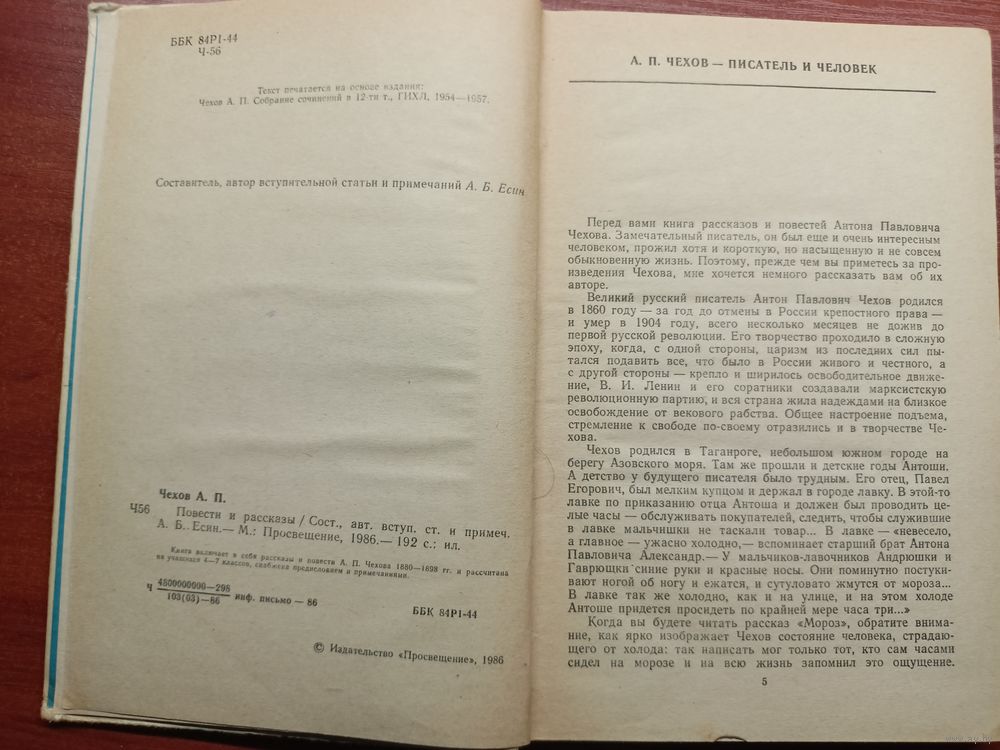 ББК 84Р1-44
Ч-56
Текст печатается на основе издания:
Чехов А. П. Собрание сочинений в 12-ти т., ГИХЛ, 1954—1957.
Составитель, автор вступительной статьи и примечаний А. Б. Есин
Чехов А. П.
Ч56 Повести и рассказы / Сост., авт. вступ. ст. и примеч.
А. Б. Есин.— М.: Просвещение, 1986.— 192 с.: ил.
Книга включает в себя рассказы и повести А. П. Чехова 1880—1898 гг. и рассчитана
на учащихся 4—7 классов, снабжена предисловием и примечаниями.
Ч 4800000000—298
103(03)—86 инф. письмо — 86
ББК 84Р1-44
© Издательство «Просвещение», 1986
А. П. ЧЕХОВ — ПИСАТЕЛЬ И ЧЕЛОВЕК
Перед вами книга рассказов и повестей Антона Павловича
Чехова. Замечательный писатель, он был еще и очень интересным
человеком, прожил хотя и короткую, но насыщенную и не совсем
обыкновенную жизнь. Поэтому, прежде чем вы приметесь за про-
изведения Чехова, мне хочется немного рассказать вам об их
авторе.
Великий русский писатель Антон Павлович Чехов родился
в 1860 году — за год до отмены в России крепостного права —
и умер в 1904 году, всего несколько месяцев не дожив до
первой русской революции. Его творчество проходило в сложную
эпоху, когда, с одной стороны, царизм из последних сил пы-
тался подавить все, что было в России живого и честного, а
с другой стороны — крепло и ширилось освободительное движе-
ние, В. И. Ленин и его соратники создавали марксистскую
революционную партию, и вся страна жила надеждами на близкое
освобождение от векового рабства. Общее настроение подъема,
стремление к свободе по-своему отразились и в творчестве Че-
хова.
Чехов родился в Таганроге, небольшом южном городе на
берегу Азовского моря. Там же прошли и детские годы Антоши.
А детство у будущего писателя было трудным. Его отец, Павел
Егорович, был мелким купцом и держал в городе лавку. В этой-то
лавке по приказанию отца Антоша и должен был проводить це-
лые часы — обслуживать покупателей, следить, чтобы служившие
в лавке мальчишки не таскали товар... В лавке — «невесело,
а главное — ужасно холодно,— вспоминает старший брат Антона
Павловича Александр.— У мальчиков-лавочников Андрюшки и
Гаврюшки синие руки и красные носы. Они поминутно постуки-
вают ногой об ногу и ежатся, и сутуловато жмутся от мороза...
В лавке так же холодно, как и на улице, и на этом холоде
Антоше придется просидеть по крайней мере часа три...»
Когда вы будете читать рассказ «Мороз», обратите внима-
ние, как ярко изображает Чехов состояние человека, страдаю-
щего от холода: так написать мог только тот, кто сам часами
сидел на морозе и на всю жизнь запомнил это ощущение.
5